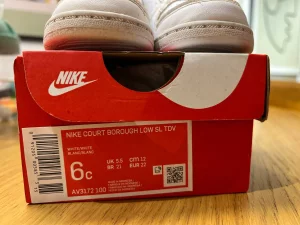 NIKE
NIKE COURT BOROUGH LOW SL TDV
WHITE/WHITE
BLANC/BLANC
6C
UK 5.5 cm 12
BR 21 EUR 22
AV3172 100